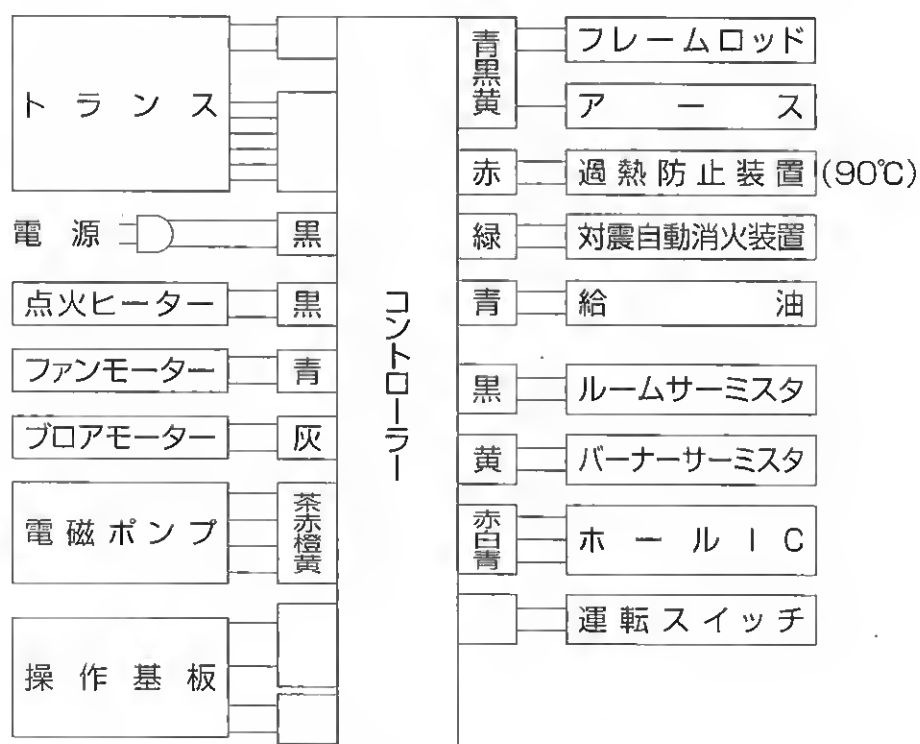 トランス
電源
黒
点火ヒーター
黒
ファンモーター
青
ブロアモーター
灰
電磁ポンプ
茶赤橙黄
操作基板
コントローラー
青黒黄
フレームロッド
アース
赤
過熱防止装置(90℃)
緑
対震自動消火装置
青
給油
黒
ルームサーミスタ
黄
バーナーサーミスタ
赤白青
ホールIC
運転スイッチ